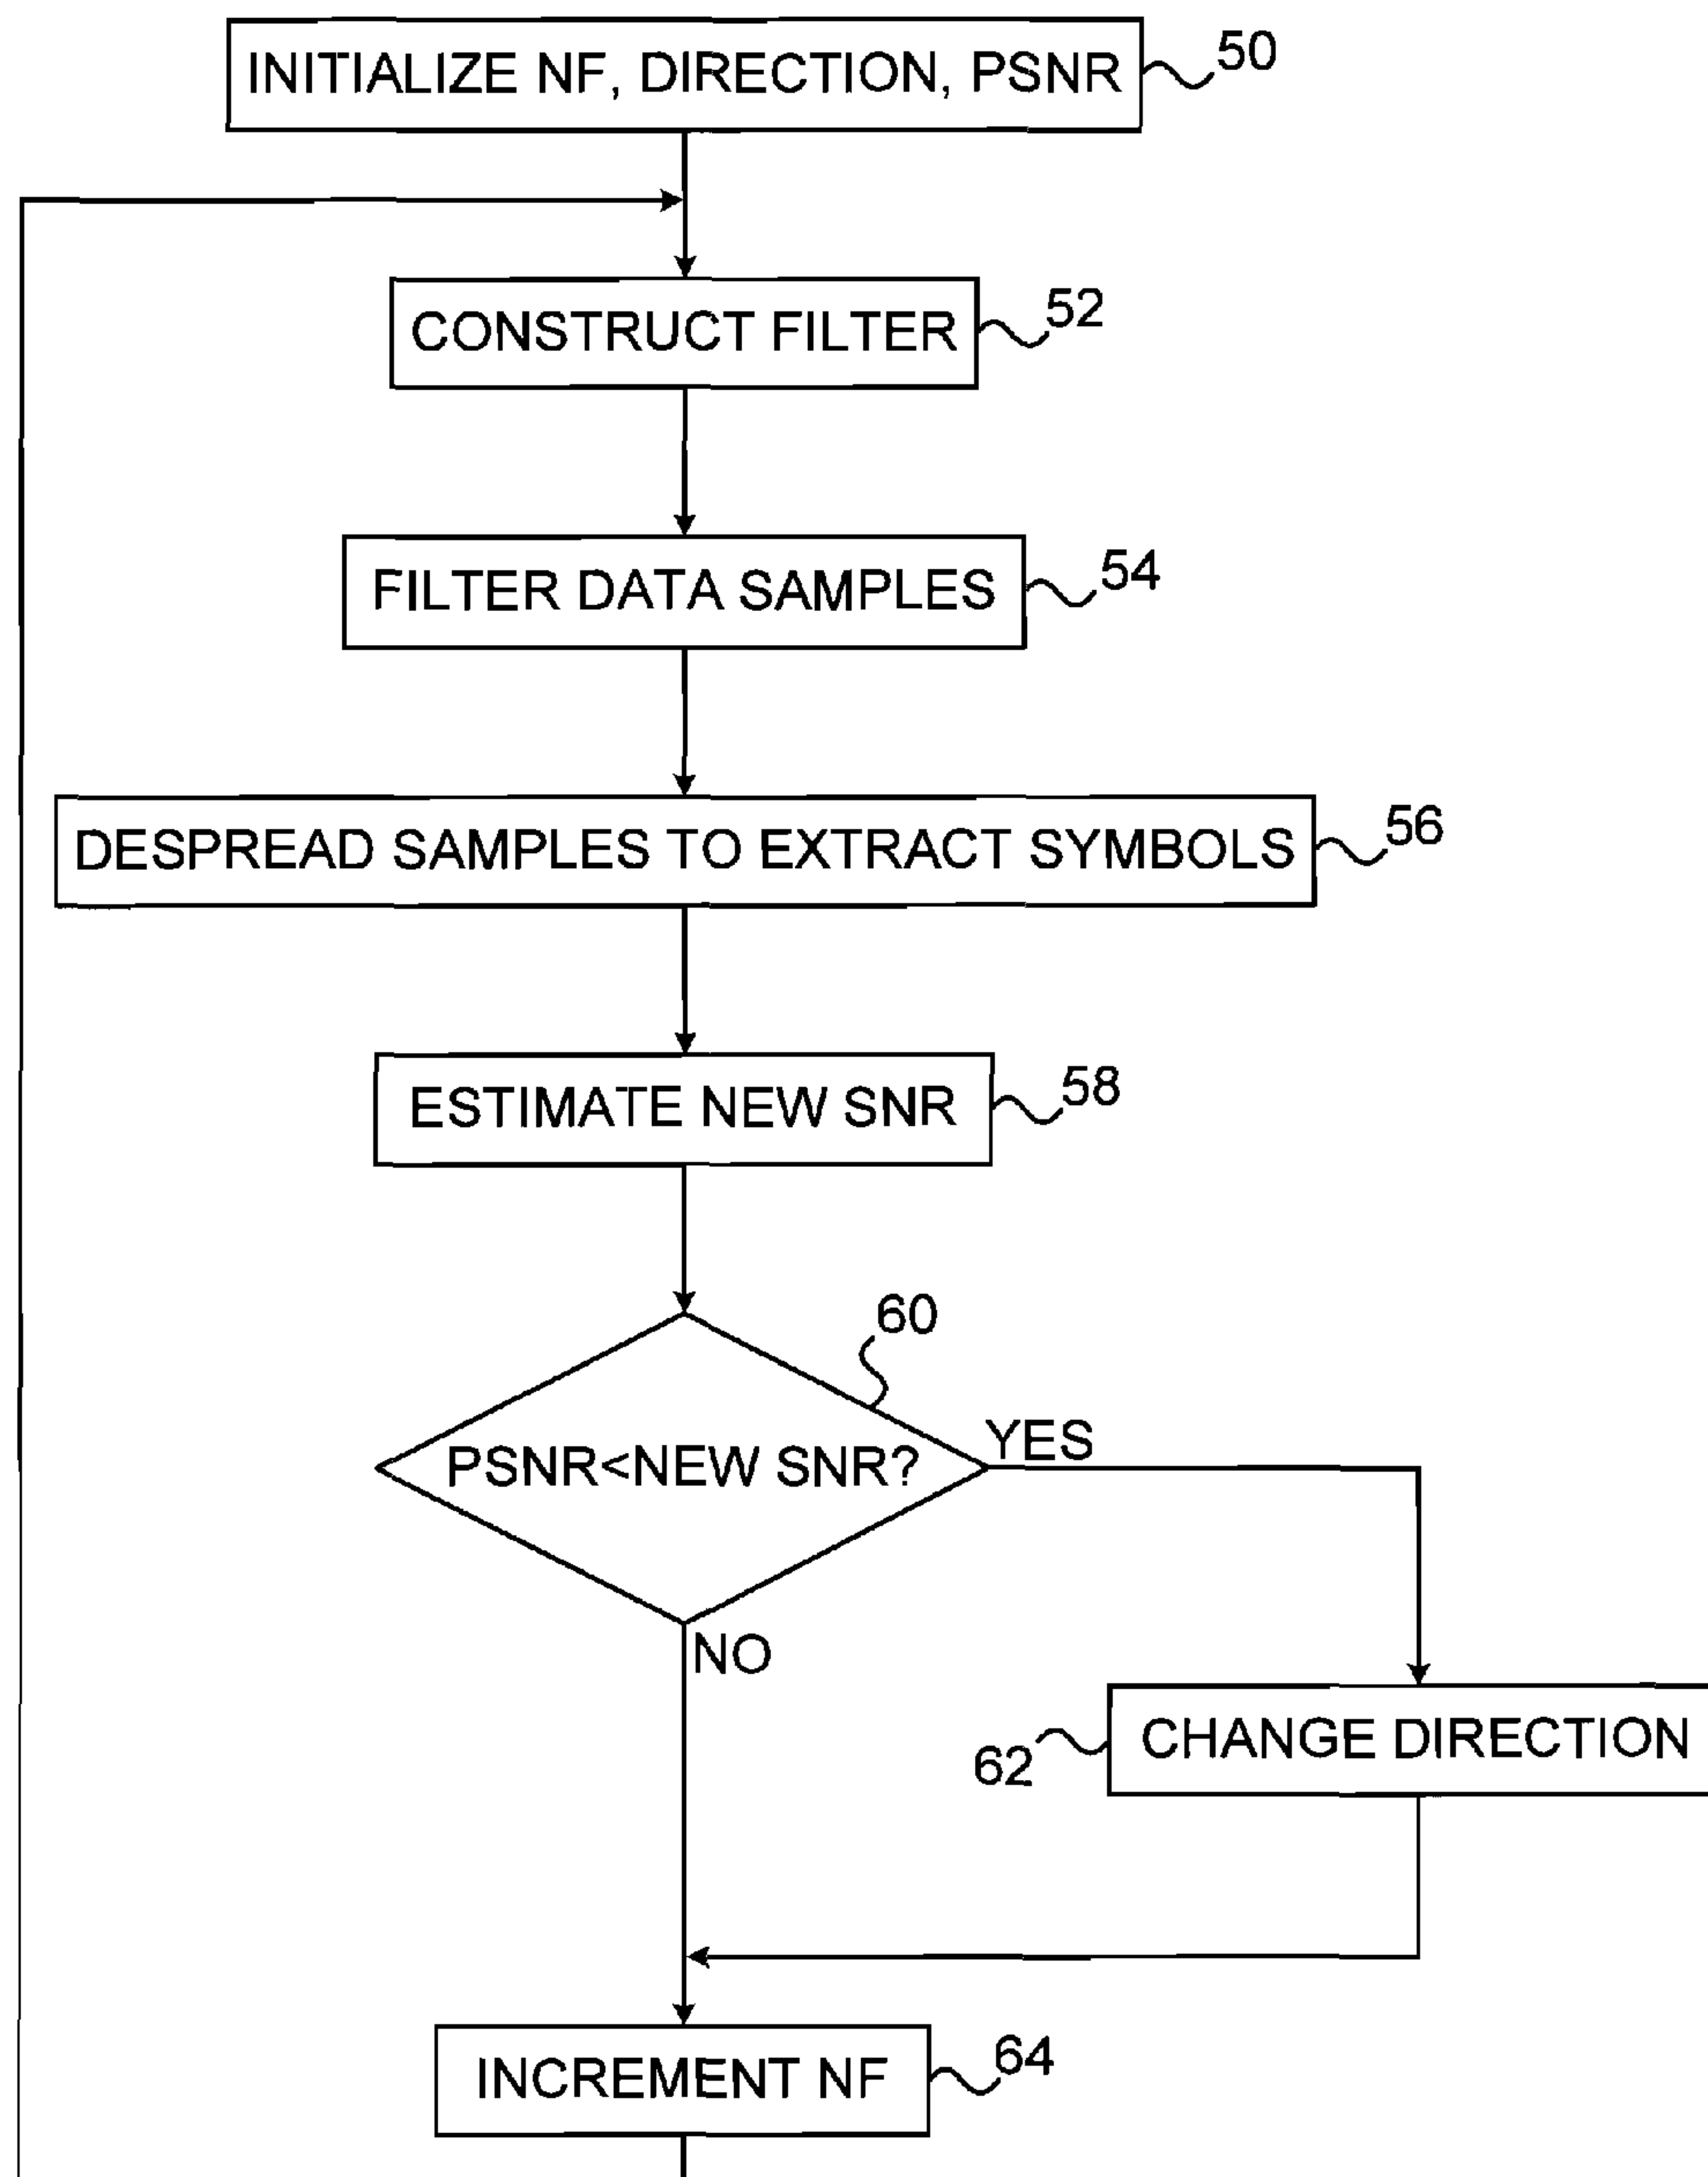 INITIALIZE NF, DIRECTION, PSNR
50
CONSTRUCT FILTER
52
FILTER DATA SAMPLES
54
DESPREAD SAMPLES TO EXTRACT SYMBOLS
56
ESTIMATE NEW SNR
58
60
PSNR<NEW SNR?
YES
NO
CHANGE DIRECTION
62
INCREMENT NF
64